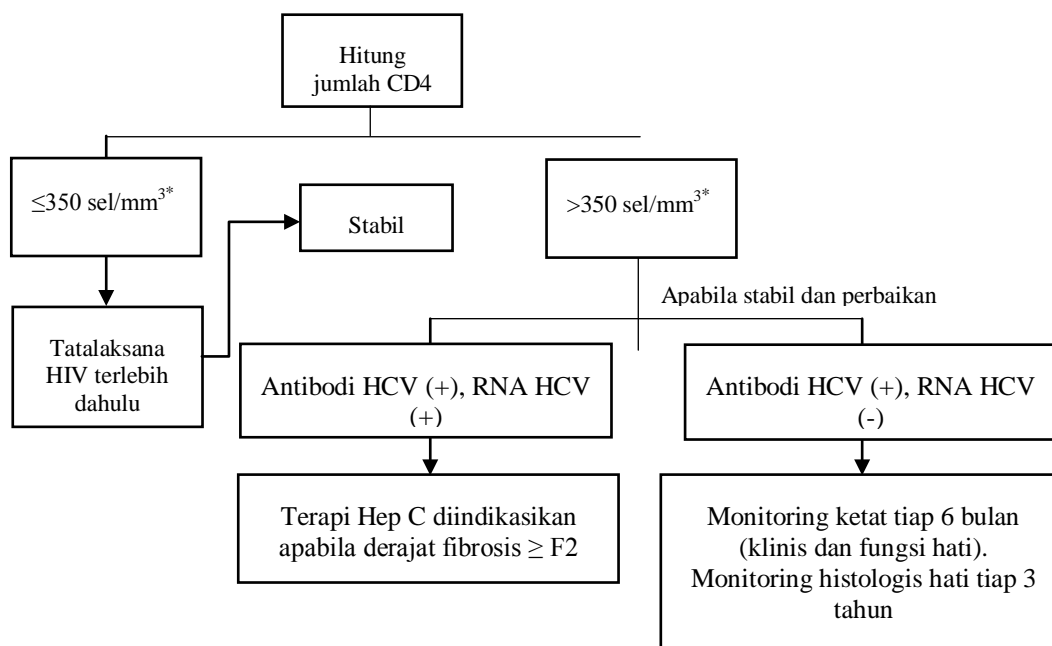 Hitung
jumlah CD4
≤350 sel/mm³*
Stabil
>350 sel/mm³*
Apabila stabil dan perbaikan
Tatalaksana
HIV terlebih
dahulu
Antibodi HCV (+), RNA HCV
(+)
Antibodi HCV (+), RNA HCV
(-)
Terapi Hep C diindikasikan
apabila derajat fibrosis ≥ F2
Monitoring ketat tiap 6 bulan
(klinis dan fungsi hati).
Monitoring histologis hati tiap 3
tahun